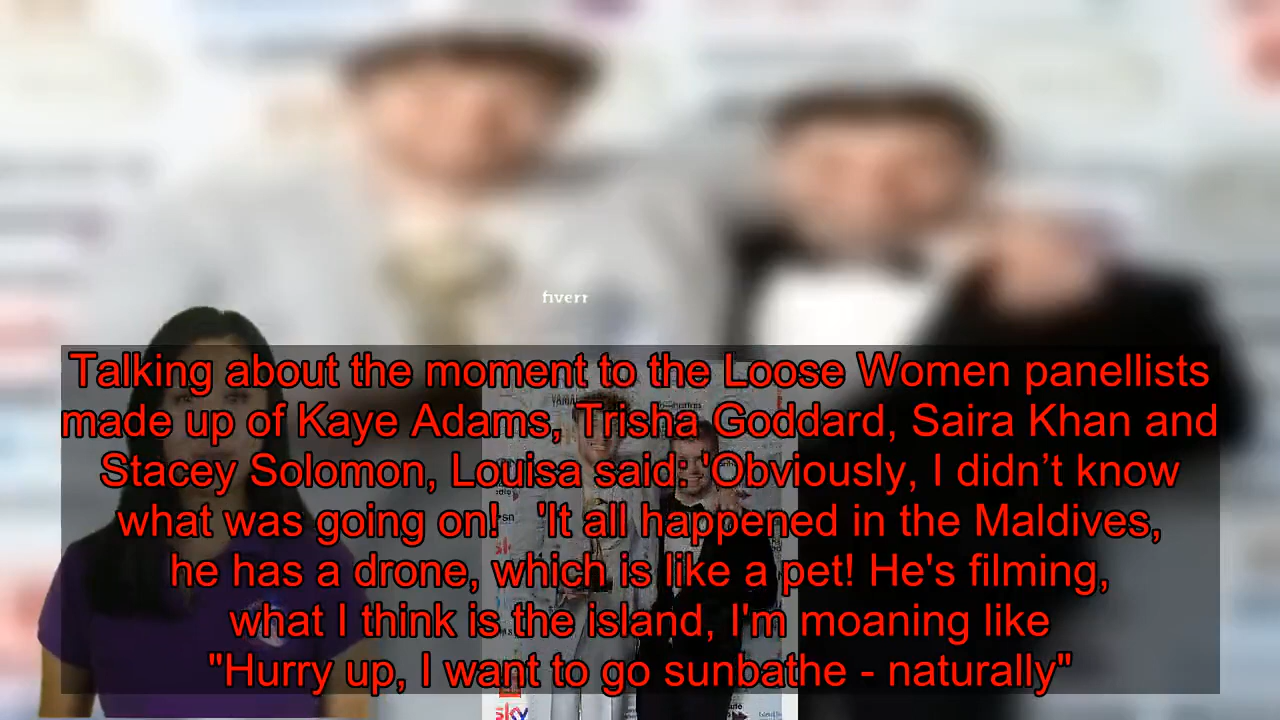 fiverr
Talking about the moment to the Loose Women panellists
made up of Kaye Adams, Trisha Goddard, Saira Khan and
Stacey Solomon, Louisa said: 'Obviously, I didn’t know
what was going on!   'It all happened in the Maldives,
he has a drone, which is like a pet! He's filming,
what I think is the island, I'm moaning like
"Hurry up, I want to go sunbathe - naturally"
sky